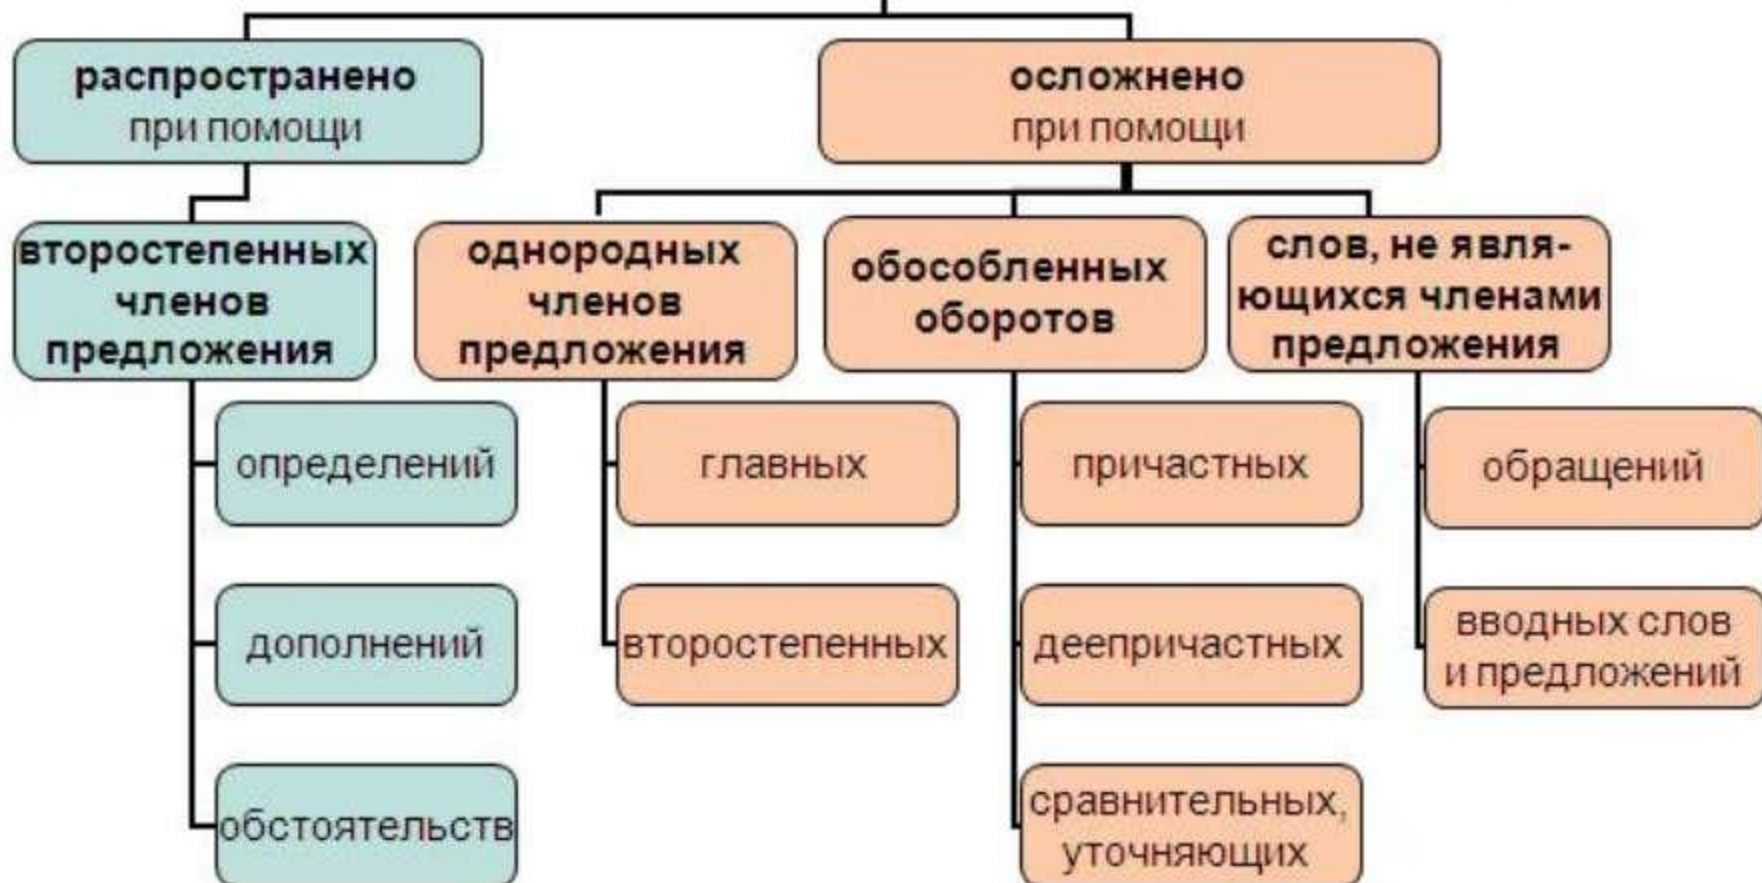 распространено
при помощи
осложнено
при помощи
второстепенных
членов
предложения
однородных
членов
предложения
обособленных
оборотов
слов, не явля-
ющихся членами
предложения
определений
главных
причастных
обращений
дополнений
второстепенных
деепричастных
вводных слов
и предложений
обстоятельств
сравнительных,
уточняющих